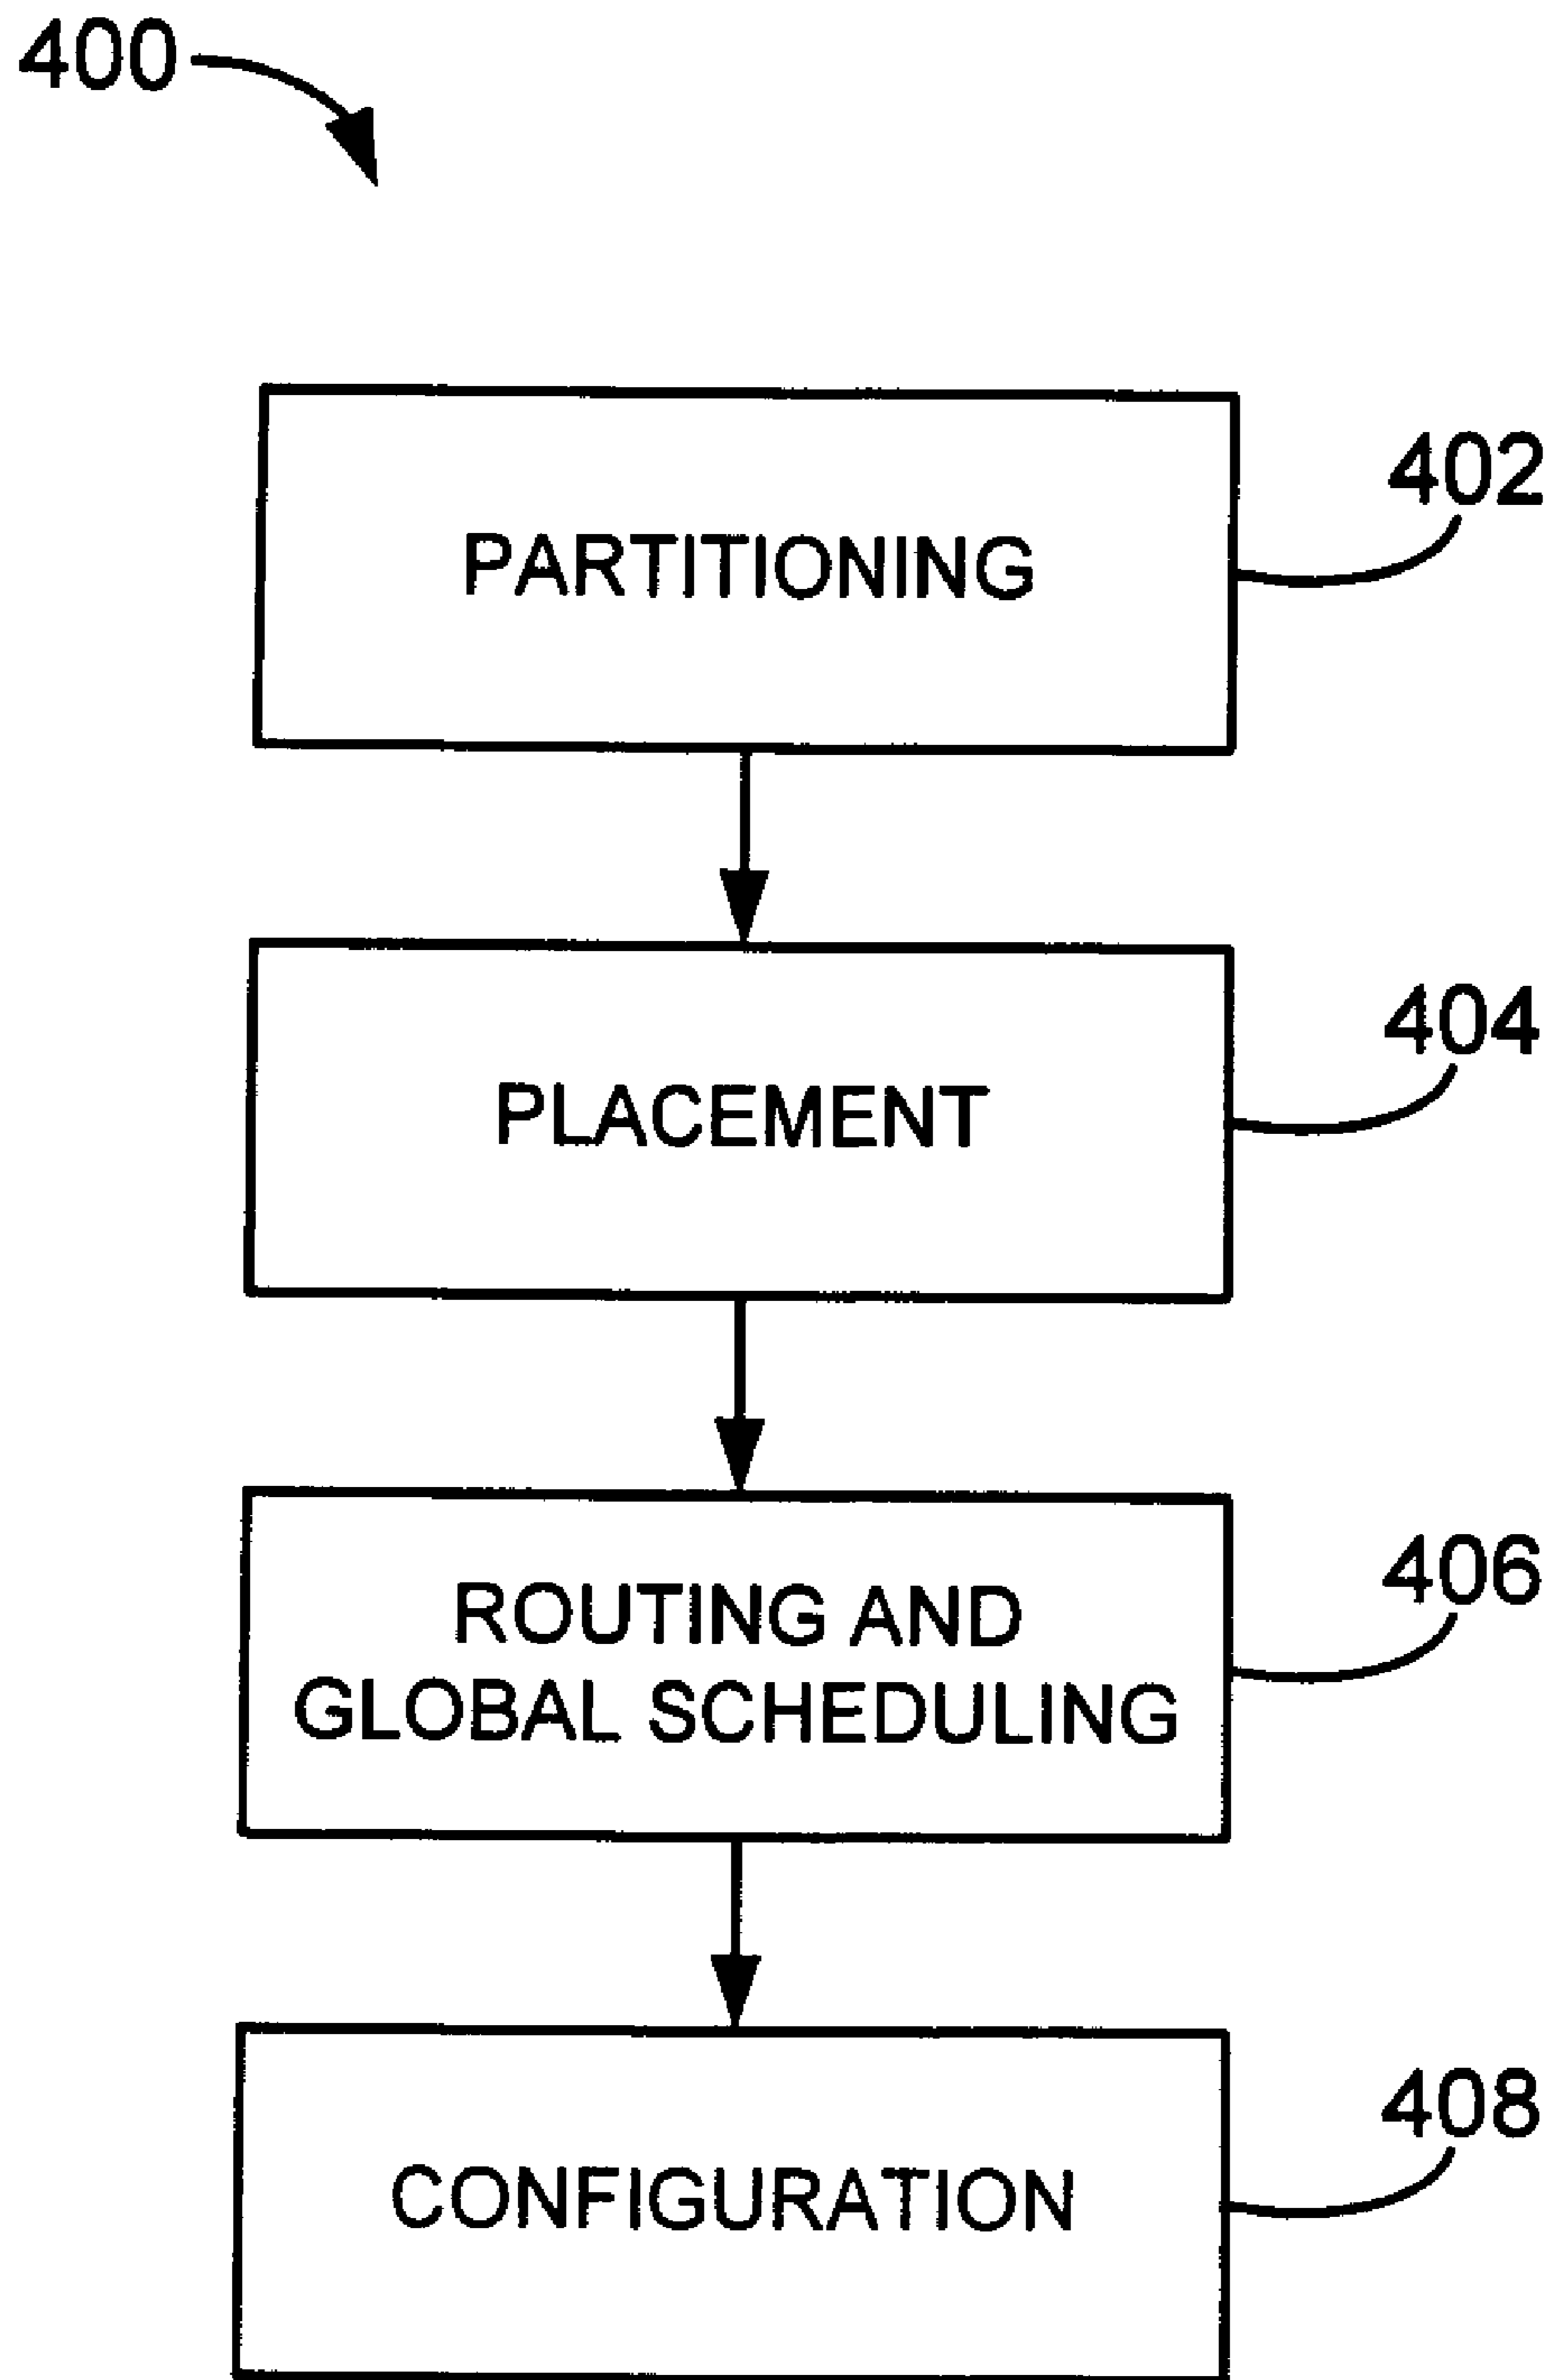 400
402
PARTITIONING
404
PLACEMENT
406
ROUTING AND
GLOBAL SCHEDULING
408
CONFIGURATION